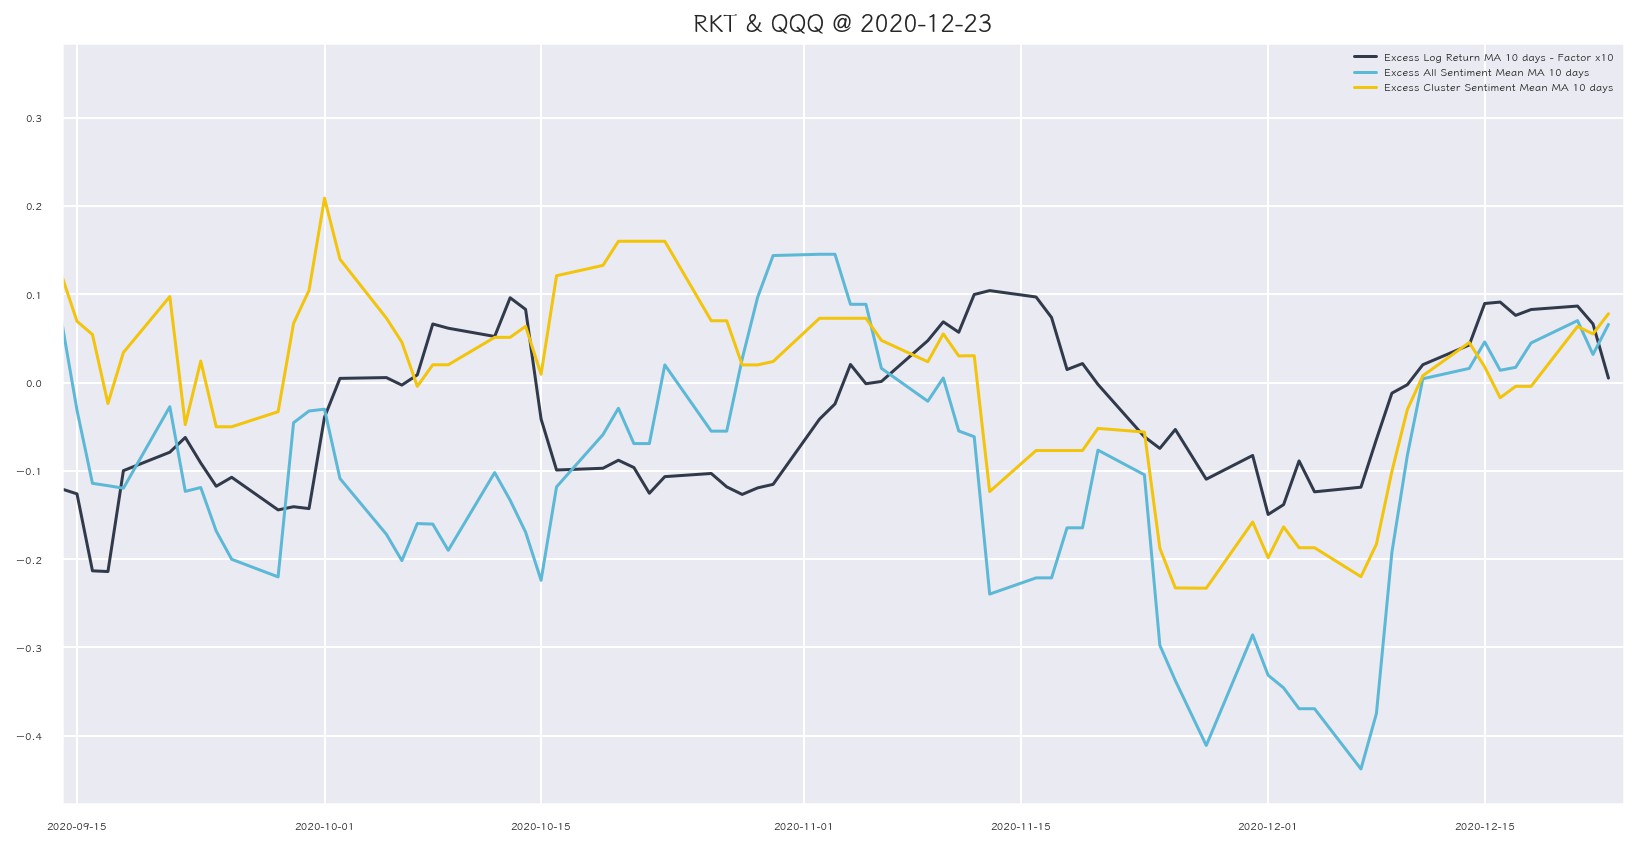 RKT & QQQ @ 2020-12-23
Excess Log Return MA 10 days - Factor x10
Excess All Sentiment Mean MA 10 days
Excess Cluster Sentiment Mean MA 10 days
0.3
0.2
0.1
0.0
−0.1
−0.2
−0.3
−0.4
2020-09-15 2020-10-01 2020-10-15 2020-11-01 2020-11-15 2020-12-01 2020-12-15